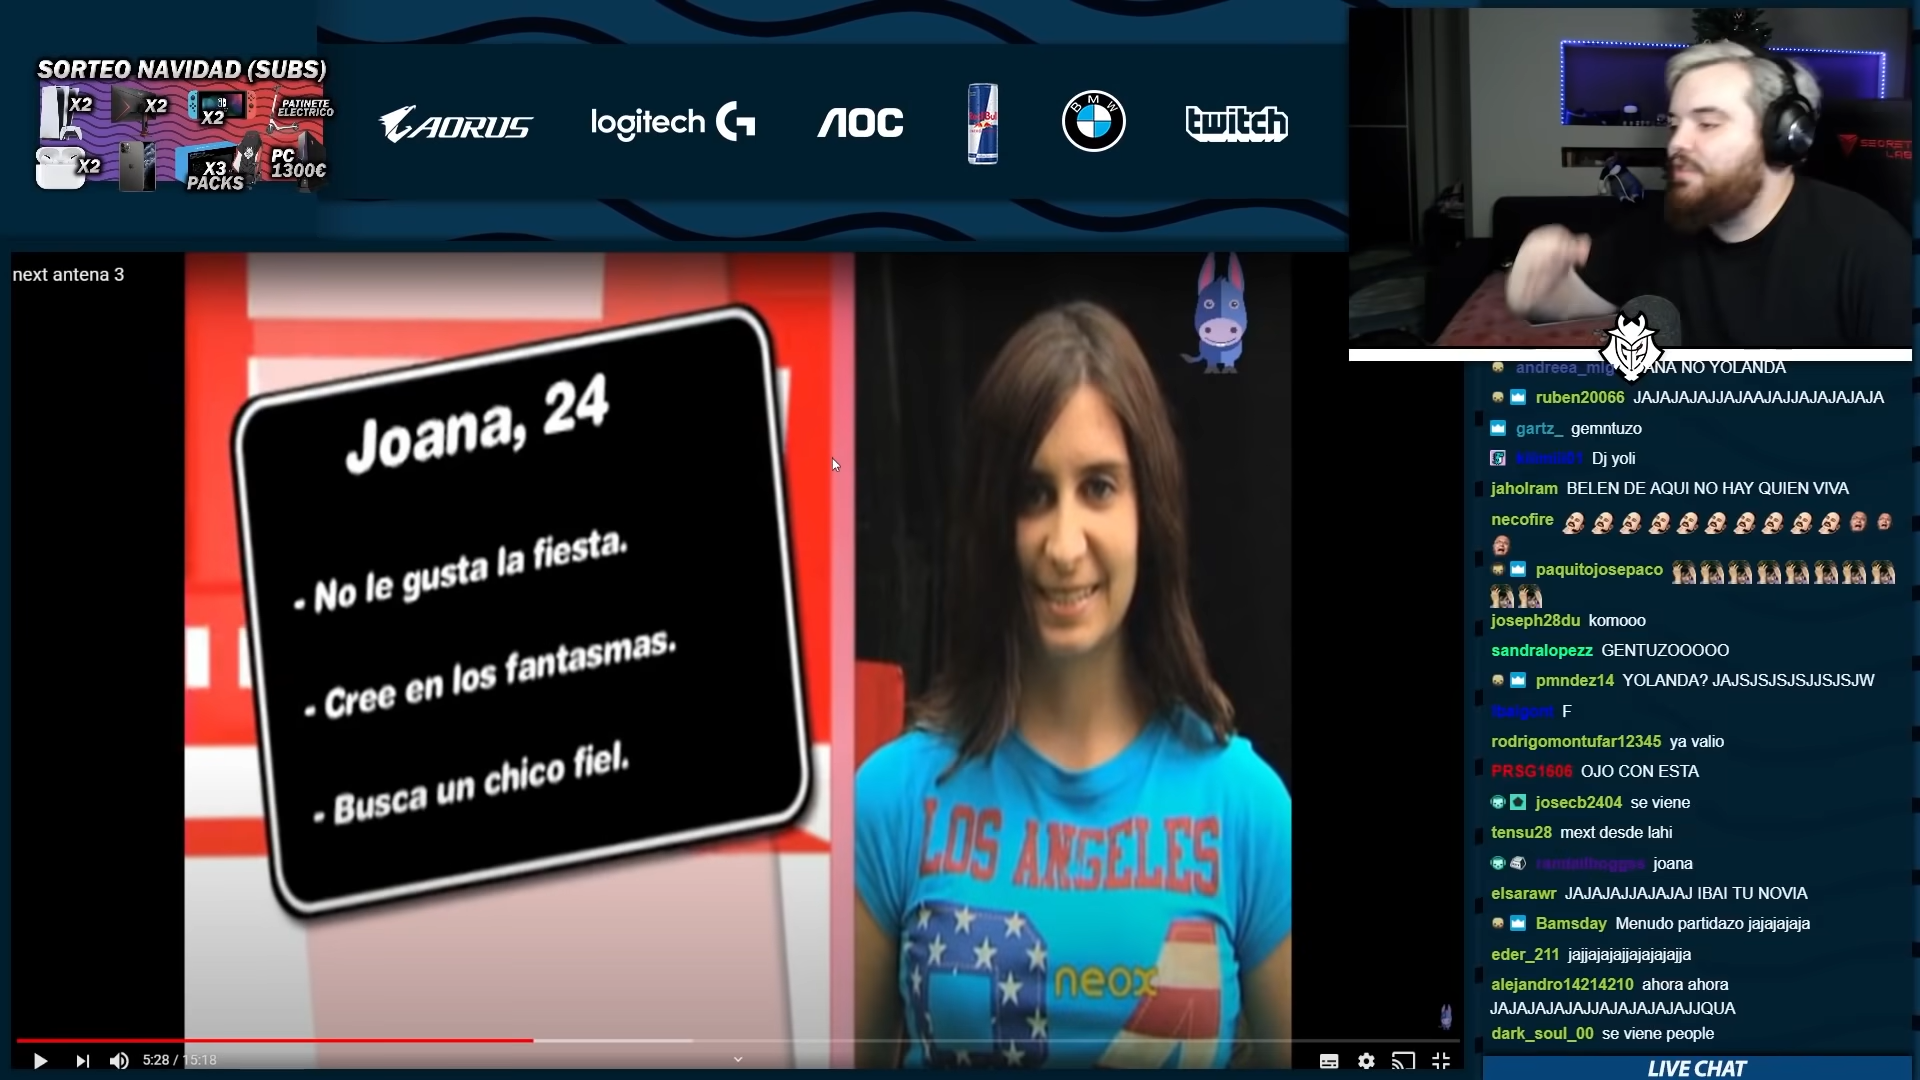 SORTEO NAVIDAD (SUBS)
X2
X2
X2
PATINETE
ELECTRICO
X2
X3
PACKS
PC
1300€
AORUS
logitech G
AOC
Red Bull
BMW
twitch
SECRET
LAB
next antena 3
Joana, 24
- No le gusta la fiesta.
- Cree en los fantasmas.
- Busca un chico fiel.
LOS ANGELES
neox
5:28 / 15:18
ANA NO YOLANDA
ruben20066 JAJAJAJAJJAJAAJAJJAJAJAJAJA
gartz_ gemntuzo
Dj yoli
jaholram BELEN DE AQUI NO HAY QUIEN VIVA
necofire
paquitojosepaco
joseph28du komooo
sandralopezz GENTUZOOOOO
pmndez14 YOLANDA? JAJSJSJSJSJJSJSJW
F
rodrigomontufar12345 ya valio
PRSG1606 OJO CON ESTA
josecb2404 se viene
tensu28 mext desde lahi
joana
elsarawr JAJAJAJJAJAJAJ IBAI TU NOVIA
Bamsday Menudo partidazo jajajajaja
eder_211 jajjajajajjajajajajja
alejandro14214210 ahora ahora
JAJAJAJAJAJJAJAJAJAJAJJQUA
dark_soul_00 se viene people
LIVE CHAT